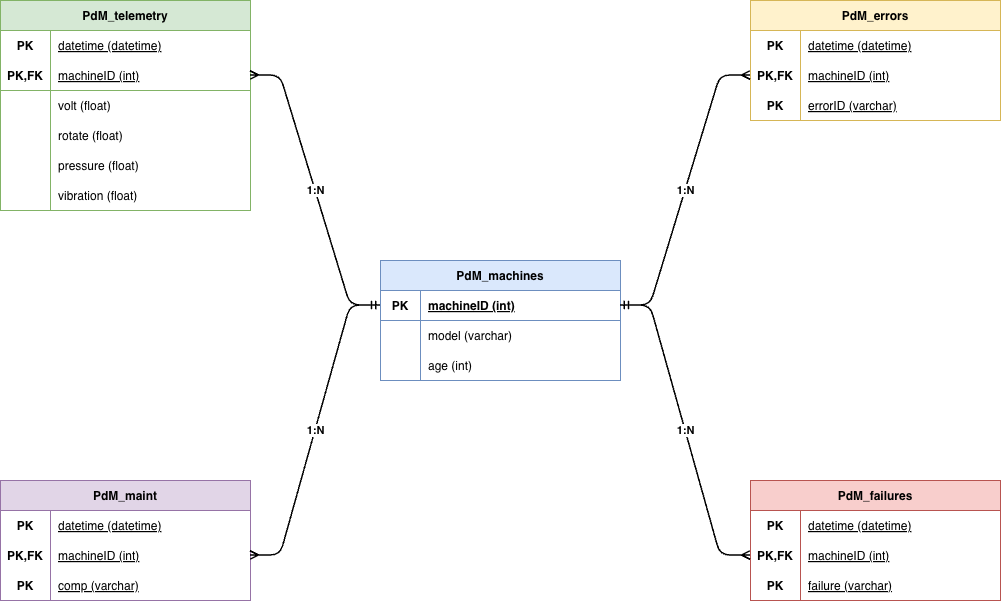 PdM_telemetry
PK datetime (datetime)
PK,FK machineID (int)
volt (float)
rotate (float)
pressure (float)
vibration (float)
PdM_errors
PK datetime (datetime)
PK,FK machineID (int)
PK errorID (varchar)
1:N
1:N
PdM_machines
PK machineID (int)
model (varchar)
age (int)
1:N
1:N
PdM_maint
PK datetime (datetime)
PK,FK machineID (int)
PK comp (varchar)
PdM_failures
PK datetime (datetime)
PK,FK machineID (int)
PK failure (varchar)